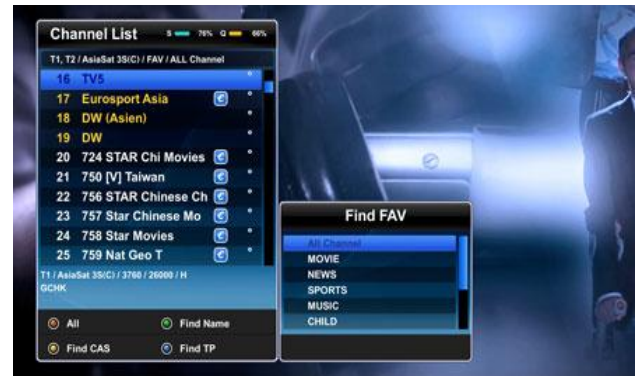 Channel List S 76% Q 66%
T1, T2 / AsiaSat 3S(C) / FAV / ALL Channel
16 TV5
17 Eurosport Asia
18 DW (Asien)
19 DW
20 724 STAR Chi Movies
21 750 [V] Taiwan
22 756 STAR Chinese Ch
23 757 Star Chinese Mo
24 758 Star Movies
25 759 Nat Geo T
T1 / AsiaSat 3S(C) / 3760 / 26000 / H
GCHK
All Find Name
Find CAS Find TP
Find FAV
All Channel
MOVIE
NEWS
SPORTS
MUSIC
CHILD